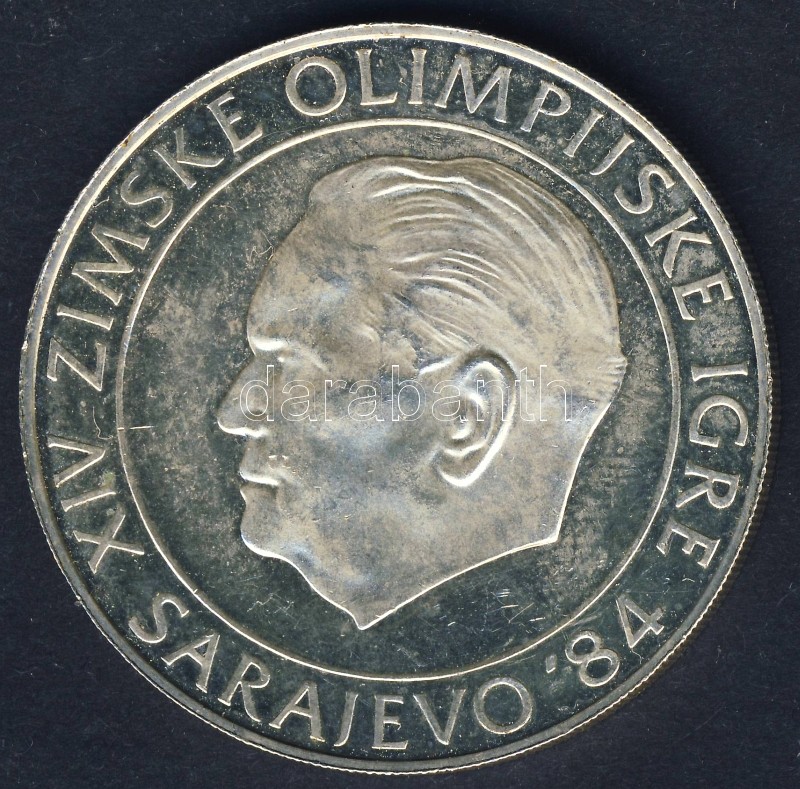 XIV ZIMSKE OLIMPIJSKE IGRE
SARAJEVO '84
darabanth